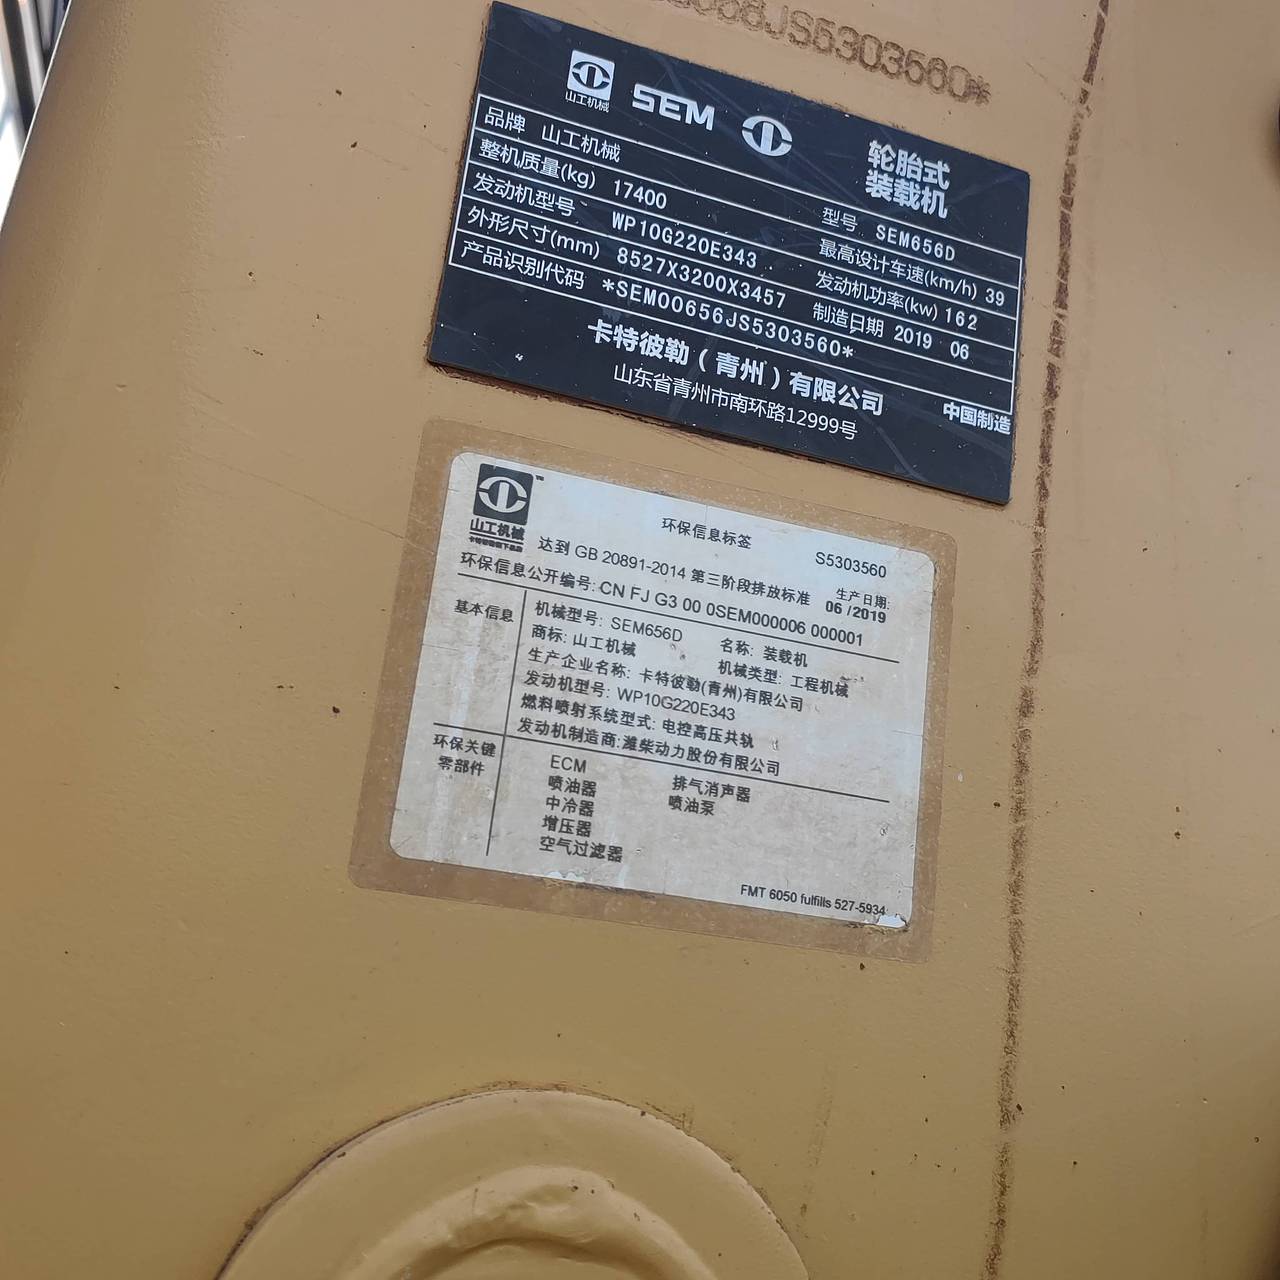 JS5303560*
山工机械 SEM 轮胎式
装载机
品牌 山工机械 型号 SEM656D
整机质量(kg) 17400 最高设计车速(km/h) 39
发动机型号 WP10G220E343 发动机功率(kw) 162
外形尺寸(mm) 8527X3200X3457 制造日期 2019 06
产品识别代码 *SEM00656JS5303560*
卡特彼勒(青州)有限公司 中国制造
山东省青州市南环路12999号
山工机械™
环保信息标签 S5303560
达到 GB 20891-2014 第三阶段排放标准 生产日期:
环保信息公开编号: CN FJ G3 00 0SEM000006 000001 06 /2019
基本信息 机械型号: SEM656D 名称: 装载机
商标: 山工机械 机械类型: 工程机械
生产企业名称: 卡特彼勒(青州)有限公司
发动机型号: WP10G220E343
燃料喷射系统型式: 电控高压共轨
发动机制造商:潍柴动力股份有限公司
环保关键
零部件
ECM 排气消声器
喷油器 喷油泵
中冷器
增压器
空气过滤器
FMT 6050 fulfills 527-5934